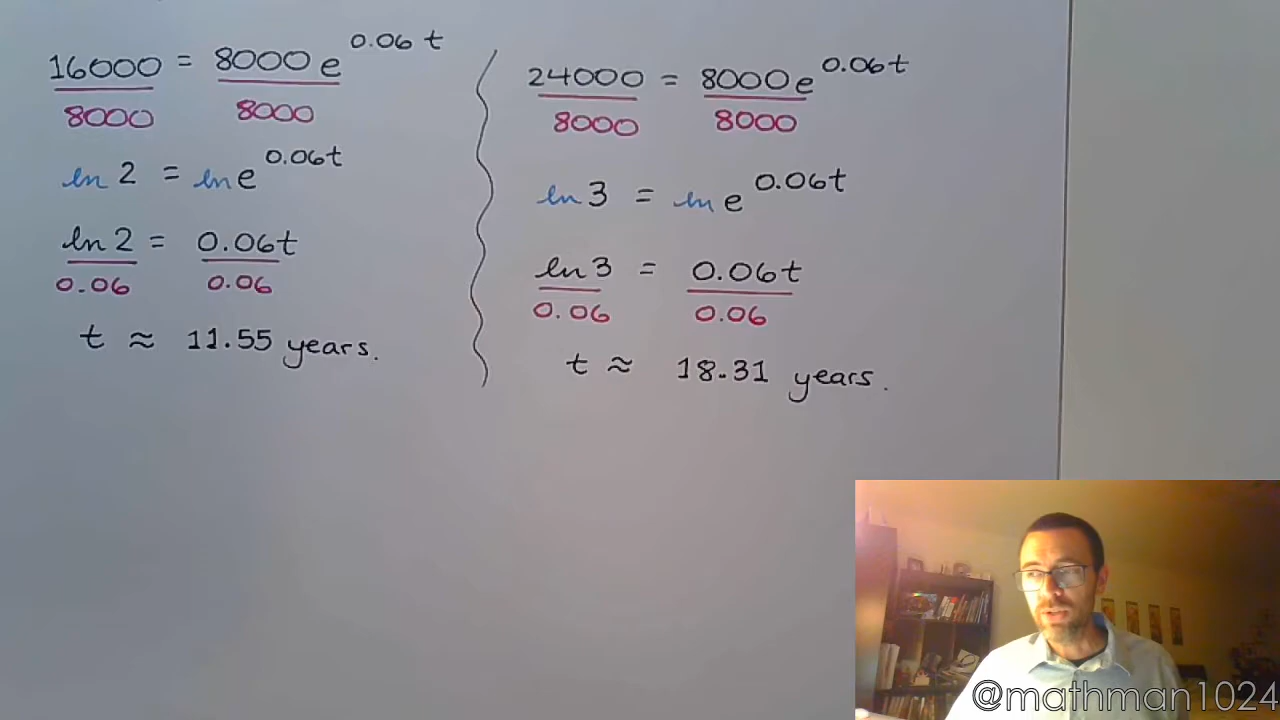 16000 = 8000 e^0.06 t
8000 8000
ln 2 = ln e^0.06t
ln 2 = 0.06t
0.06 0.06
t ≈ 11.55 years.
24000 = 8000 e^0.06t
8000 8000
ln 3 = ln e^0.06t
ln 3 = 0.06t
0.06 0.06
t ≈ 18.31 years.
@mathman1024